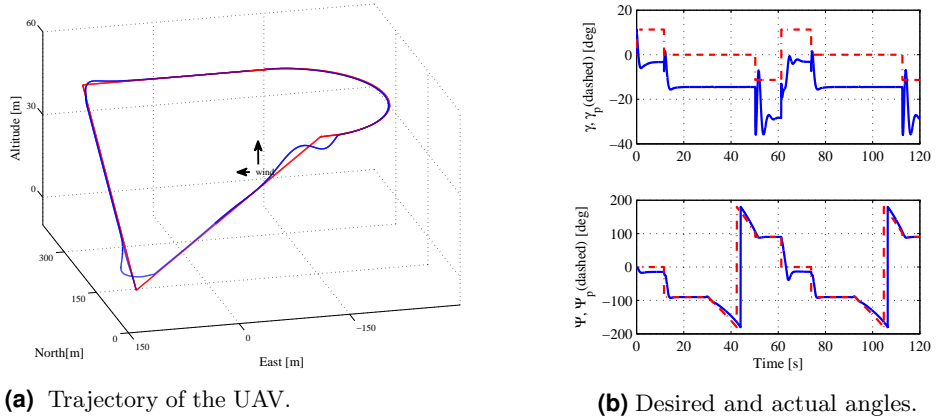 60
30
0
Altitude [m]
wind
300
150
0
North[m]
150
0
−150
East [m]
(a) Trajectory of the UAV.
20
0
−20
−40
γ, γp(dashed) [deg]
0 20 40 60 80 100 120
200
100
0
−100
−200
Ψ, Ψp(dashed) [deg]
0 20 40 60 80 100 120
Time [s]
(b) Desired and actual angles.